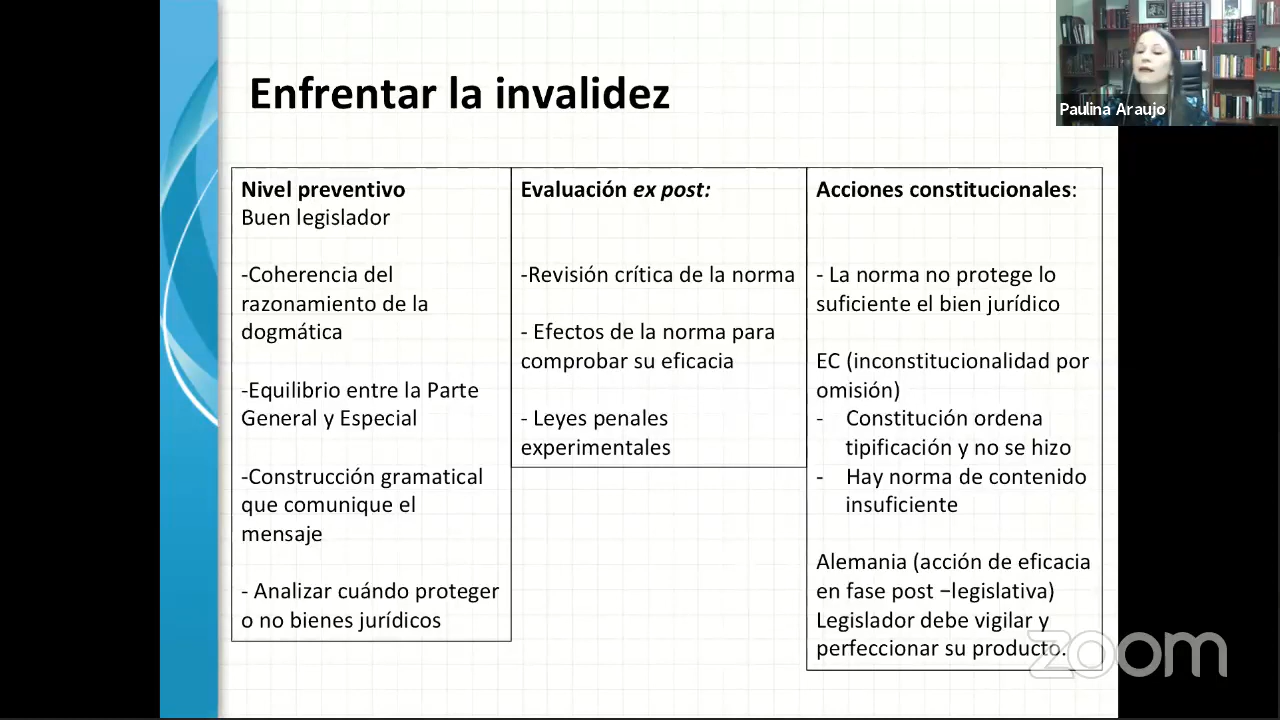 Enfrentar la invalidez
Paulina Araujo
Nivel preventivo
Buen legislador
-Coherencia del
razonamiento de la
dogmática
-Equilibrio entre la Parte
General y Especial
-Construcción gramatical
que comunique el
mensaje
- Analizar cuándo proteger
o no bienes jurídicos
Evaluación ex post:
-Revisión crítica de la norma
- Efectos de la norma para
comprobar su eficacia
- Leyes penales
experimentales
Acciones constitucionales:
- La norma no protege lo
suficiente el bien jurídico
EC (inconstitucionalidad por
omisión)
- Constitución ordena
tipificación y no se hizo
- Hay norma de contenido
insuficiente
Alemania (acción de eficacia
en fase post −legislativa)
Legislador debe vigilar y
perfeccionar su producto.
zoom